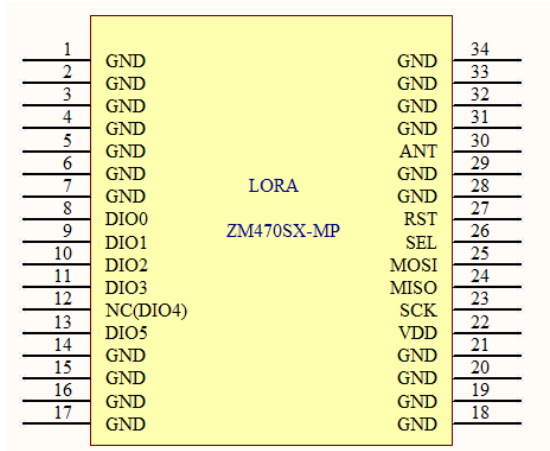 1 GND GND 34
2 GND GND 33
3 GND GND 32
4 GND GND 31
5 GND ANT 30
6 GND GND 29
7 GND LORA GND 28
8 DIO0 RST 27
9 DIO1 ZM470SX-MP SEL 26
10 DIO2 MOSI 25
11 DIO3 MISO 24
12 NC(DIO4) SCK 23
13 DIO5 VDD 22
14 GND GND 21
15 GND GND 20
16 GND GND 19
17 GND GND 18